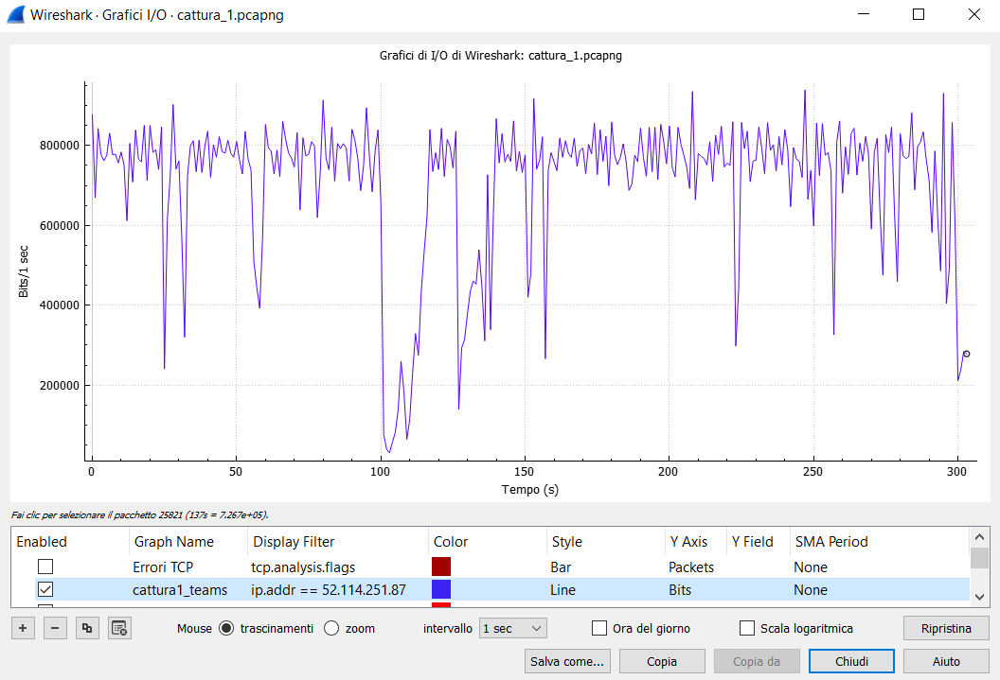 Wireshark · Grafici I/O · cattura_1.pcapng
Grafici di I/O di Wireshark: cattura_1.pcapng
Bits/1 sec
800000
600000
400000
200000
0 50 100 150 200 250 300
Tempo (s)
Fai clic per selezionare il pacchetto 25821 (137s = 7.267e+05).
Enabled Graph Name Display Filter Color Style Y Axis Y Field SMA Period
Errori TCP tcp.analysis.flags Bar Packets None
cattura1_teams ip.addr == 52.114.251.87 Line Bits None
+ − Mouse trascinamenti zoom intervallo 1 sec Ora del giorno Scala logaritmica Ripristina
Salva come... Copia Copia da Chiudi Aiuto